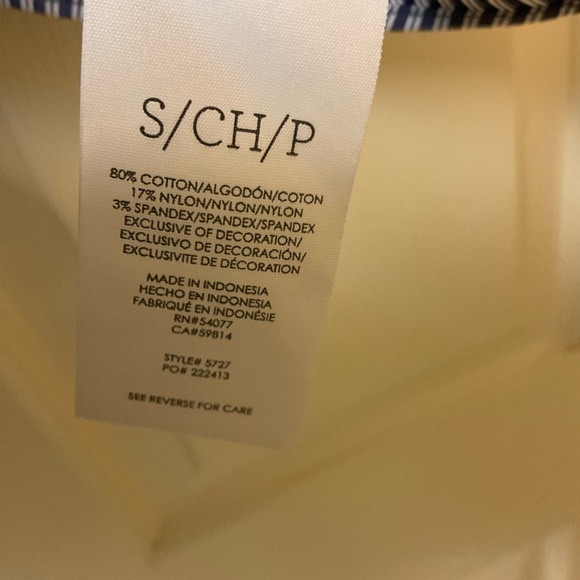 S/CH/P
80% COTTON/ALGODÓN/COTON
17% NYLON/NYLON/NYLON
3% SPANDEX/SPANDEX/SPANDEX
EXCLUSIVE OF DECORATION/
EXCLUSIVO DE DECORACIÓN/
EXCLUSIVITE DE DÉCORATION
MADE IN INDONESIA
HECHO EN INDONESIA
FABRIQUÉ EN INDONÉSIE
RN#54077
CA#59814
STYLE# 5727
PO# 222413
SEE REVERSE FOR CARE